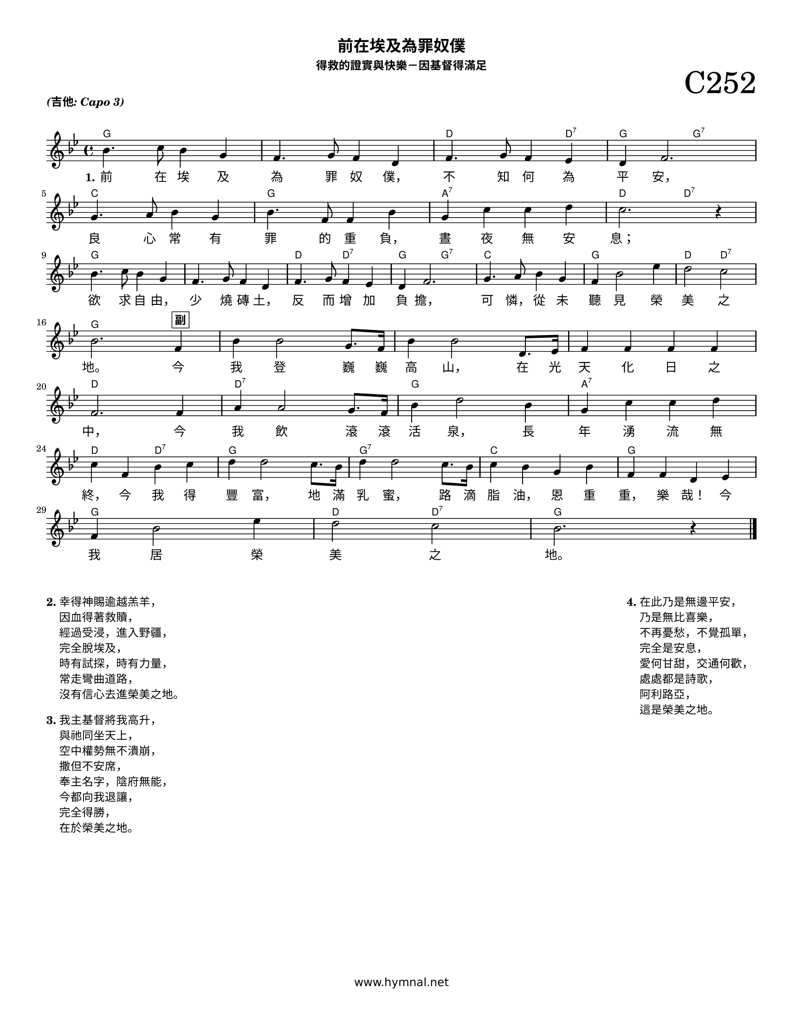 前在埃及為罪奴僕
得救的證實與快樂－因基督得滿足
C252
(吉他: Capo 3)
G D D7 G G7
1. 前 在 埃 及 為 罪 奴 僕， 不 知 何 為 平 安，
5
C G A7 D D7
良 心 常 有 罪 的 重 負， 晝 夜 無 安 息；
9
G D D7 G G7 C G D D7
欲 求 自 由， 少 燒 磚 土， 反 而 增 加 負 擔， 可 憐， 從 未 聽 見 榮 美 之
16
G 副
地。 今 我 登 巍 巍 高 山， 在 光 天 化 日 之
20
D D7 G A7
中， 今 我 飲 滾 滾 活 泉， 長 年 湧 流 無
24
D D7 G G7 C G
終， 今 我 得 豐 富， 地 滿 乳 蜜， 路 滴 脂 油， 恩 重 重， 樂 哉！ 今
29
G D D7 G
我 居 榮 美 之 地。
2. 幸得神賜逾越羔羊，
因血得著救贖，
經過受浸，進入野疆，
完全脫埃及，
時有試探，時有力量，
常走彎曲道路，
沒有信心去進榮美之地。
3. 我主基督將我高升，
與祂同坐天上，
空中權勢無不潰崩，
撒但不安席，
奉主名字，陰府無能，
今都向我退讓，
完全得勝，
在於榮美之地。
4. 在此乃是無邊平安，
乃是無比喜樂，
不再憂愁，不覺孤單，
完全是安息，
愛何甘甜，交通何歡，
處處都是詩歌，
阿利路亞，
這是榮美之地。
www.hymnal.net